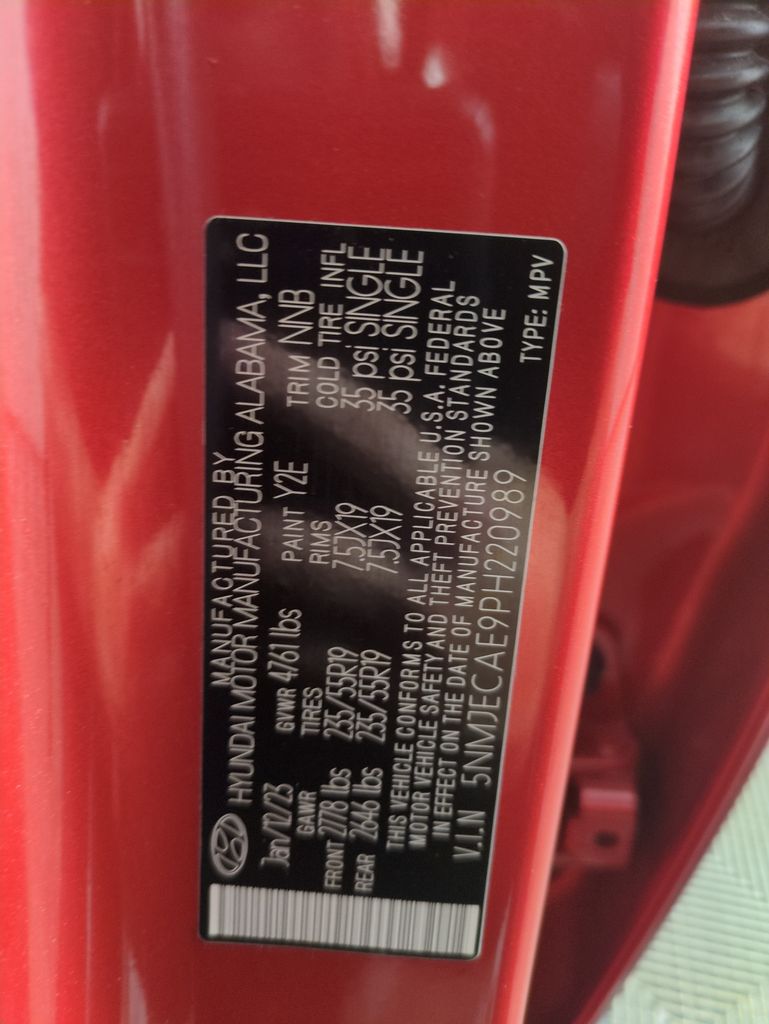 MANUFACTURED BY
HYUNDAI MOTOR MANUFACTURING ALABAMA, LLC
Jan/12/23 GVWR 4761 lbs PAINT Y2E TRIM NNB
GAWR TIRES RIMS COLD TIRE INFL
FRONT 2778 lbs 235/55R19 7.5JX19 35 psi SINGLE
REAR 2646 lbs 235/55R19 7.5JX19 35 psi SINGLE
THIS VEHICLE CONFORMS TO ALL APPLICABLE U.S.A. FEDERAL
MOTOR VEHICLE SAFETY AND THEFT PREVENTION STANDARDS
IN EFFECT ON THE DATE OF MANUFACTURE SHOWN ABOVE
V.I.N 5NMJECAE9PH220989 TYPE: MPV